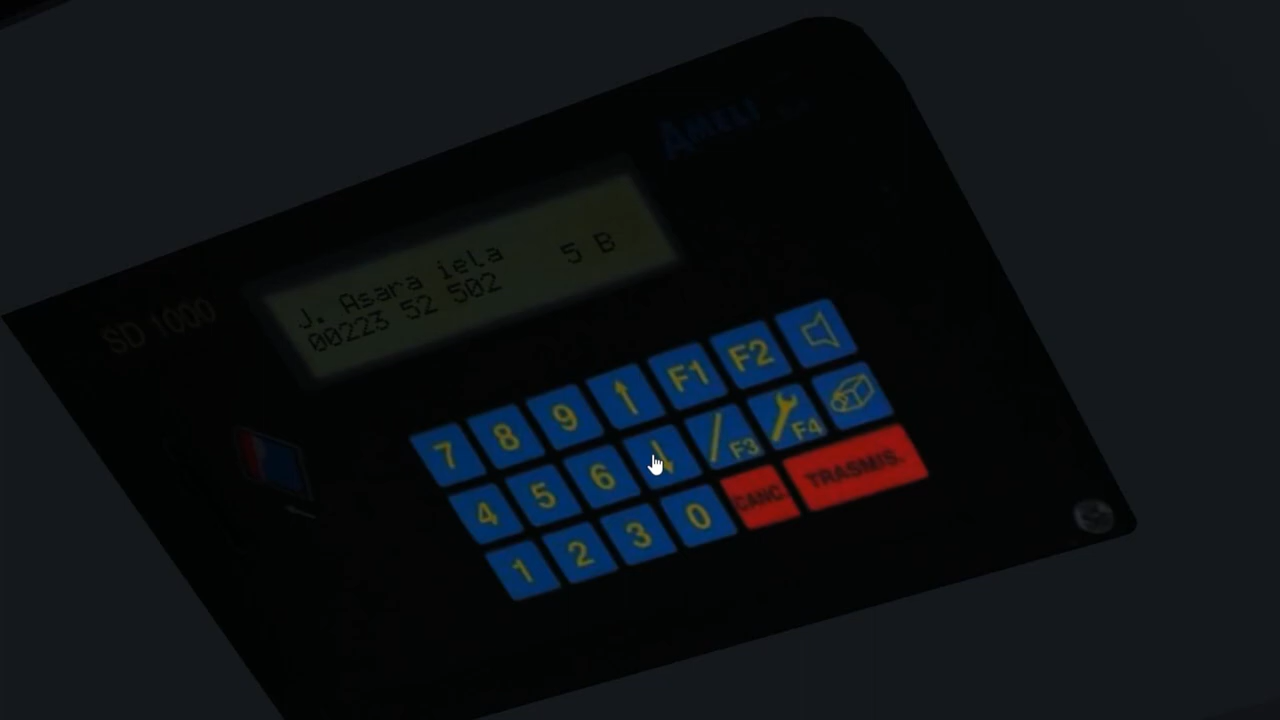 AMELI
SD 1000
J. Asara iela 5 B
00223 52 502
7 8 9 ↑ F1 F2
4 5 6 ↓ / F3 F4
1 2 3 0 CANC. TRASMIS.